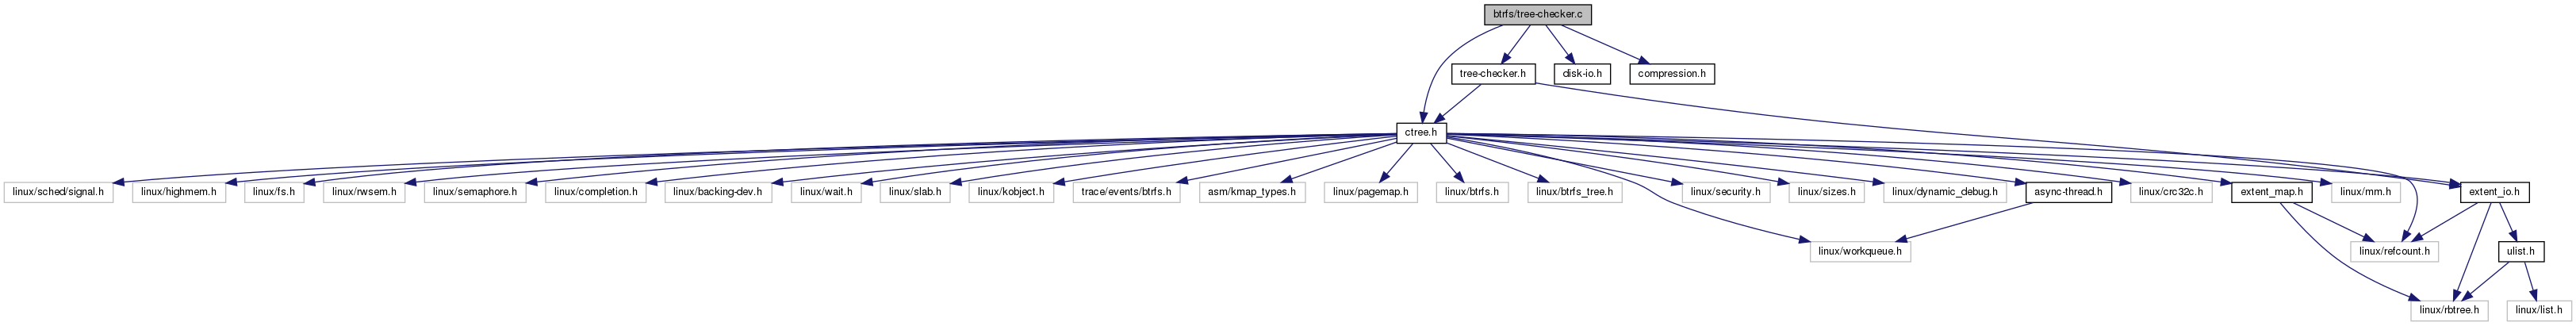 btrfs/tree-checker.c
tree-checker.h
disk-io.h
compression.h
ctree.h
linux/sched/signal.h
linux/highmem.h
linux/fs.h
linux/rwsem.h
linux/semaphore.h
linux/completion.h
linux/backing-dev.h
linux/wait.h
linux/slab.h
linux/kobject.h
trace/events/btrfs.h
asm/kmap_types.h
linux/pagemap.h
linux/btrfs.h
linux/btrfs_tree.h
linux/security.h
linux/sizes.h
linux/dynamic_debug.h
async-thread.h
linux/crc32c.h
extent_map.h
linux/mm.h
extent_io.h
linux/workqueue.h
linux/refcount.h
ulist.h
linux/rbtree.h
linux/list.h